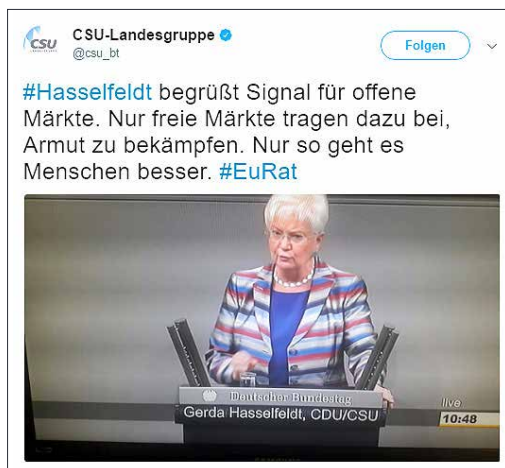 CSU
CSU-Landesgruppe
@csu_bt
Folgen
#Hasselfeldt begrüßt Signal für offene
Märkte. Nur freie Märkte tragen dazu bei,
Armut zu bekämpfen. Nur so geht es
Menschen besser. #EuRat
Deutscher Bundestag
Gerda Hasselfeldt, CDU/CSU
live
10:48
SAMSUNG